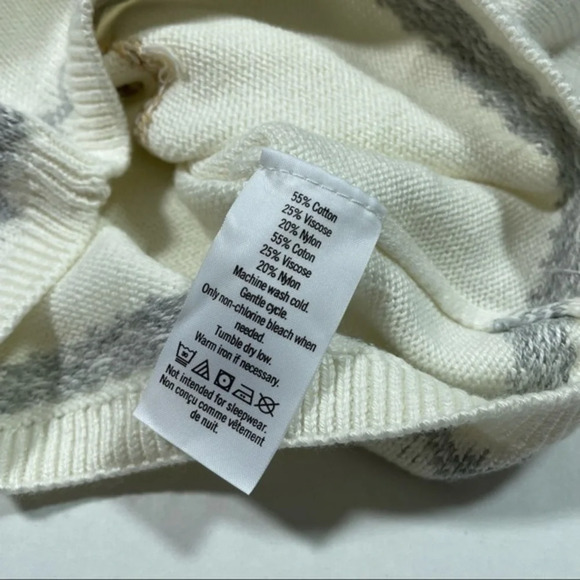 55% Cotton
25% Viscose
20% Nylon
55% Coton
25% Viscose
20% Nylon
Machine wash cold.
Gentle cycle.
Only non-chlorine bleach when
needed.
Tumble dry low.
Warm iron if necessary.
Not intended for sleepwear.
Non conçu comme vêtement
de nuit.